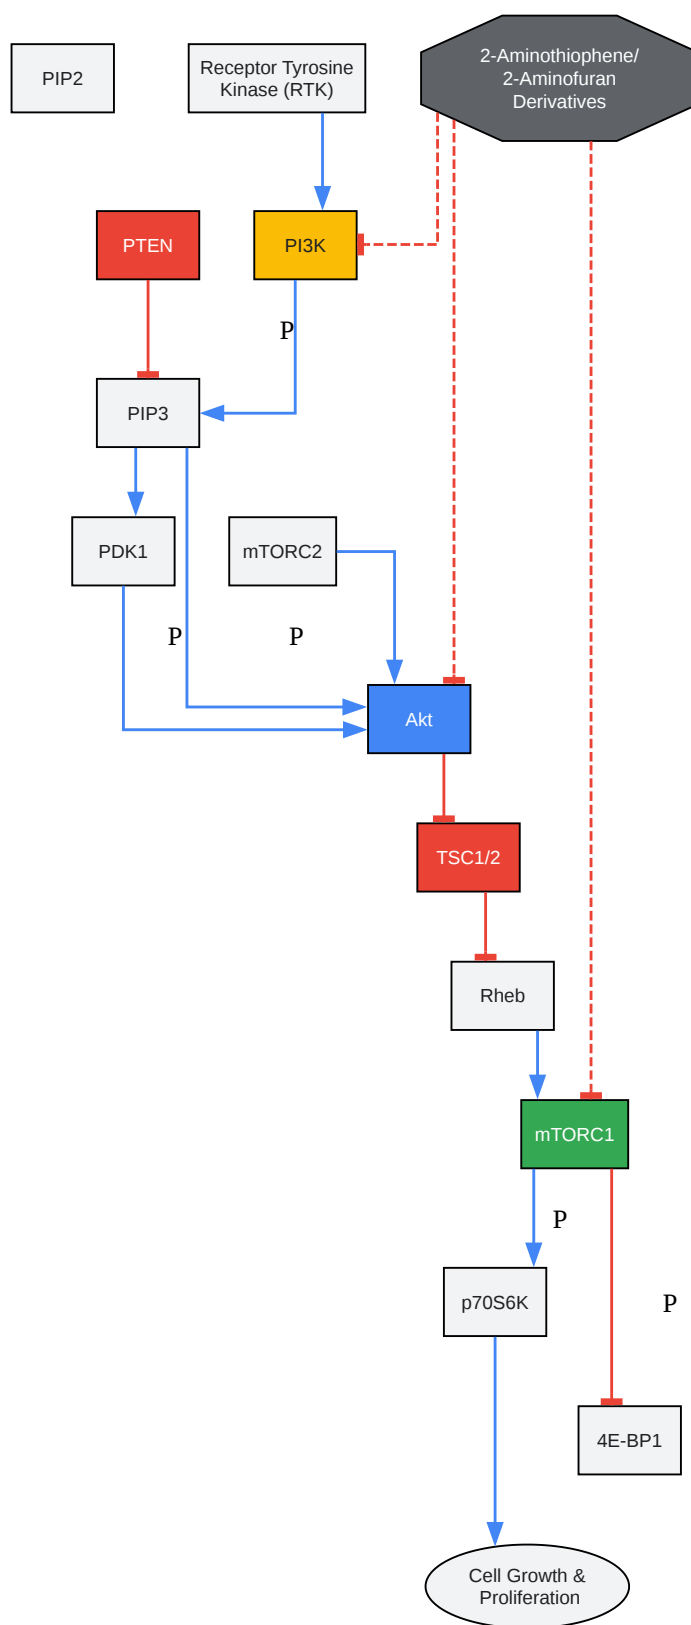 PIP2
Receptor Tyrosine
Kinase (RTK)
2-Aminothiophene/
2-Aminofuran
Derivatives
PTEN
PI3K
P
PIP3
PDK1
mTORC2
P
P
Akt
TSC1/2
Rheb
mTORC1
P
p70S6K
P
4E-BP1
Cell Growth &
Proliferation